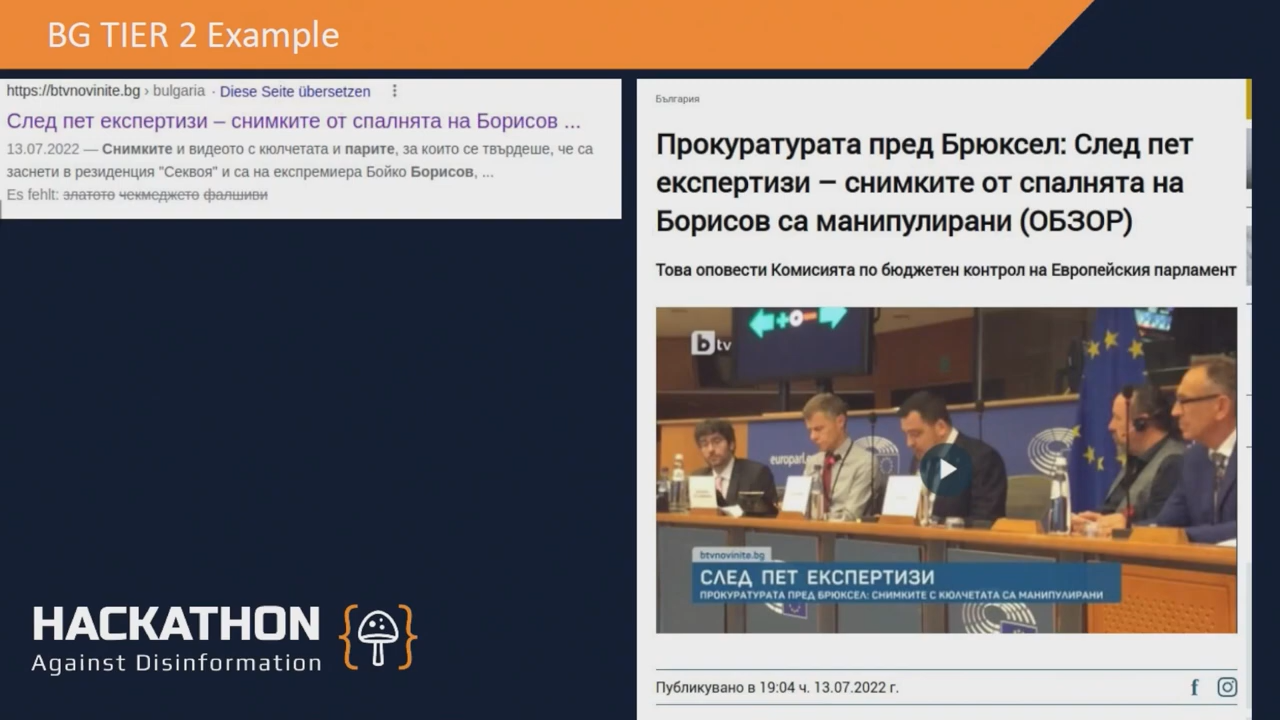 BG TIER 2 Example
https://btvnovinite.bg › bulgaria · Diese Seite übersetzen
След пет експертизи – снимките от спалнята на Борисов ...
13.07.2022 — Снимките и видеото с кюлчетата и парите, за които се твърдеше, че са
заснети в резиденция "Секвоя" и са на експремиера Бойко Борисов, ...
Es fehlt: златото чекмеджето фалшиви
HACKATHON
Against Disinformation
България
Прокуратурата пред Брюксел: След пет
експертизи – снимките от спалнята на
Борисов са манипулирани (ОБЗОР)
Това оповести Комисията по бюджетен контрол на Европейския парламент
btv
europarl.e
btvnovinite.bg
СЛЕД ПЕТ ЕКСПЕРТИЗИ
ПРОКУРАТУРАТА ПРЕД БРЮКСЕЛ: СНИМКИТЕ С КЮЛЧЕТАТА СА МАНИПУЛИРАНИ
Публикувано в 19:04 ч. 13.07.2022 г.